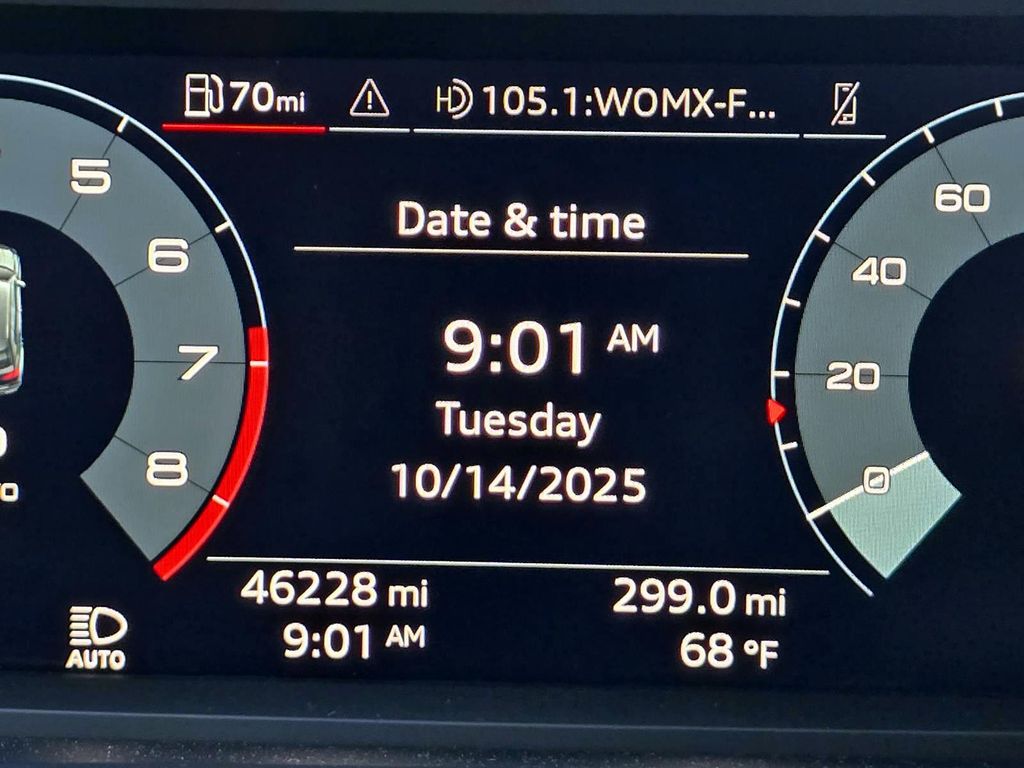 70mi
105.1:WOMX-F...
5
6
7
8
60
40
20
0
Date & time
9:01 AM
Tuesday
10/14/2025
46228 mi
299.0 mi
9:01 AM
68 °F
AUTO